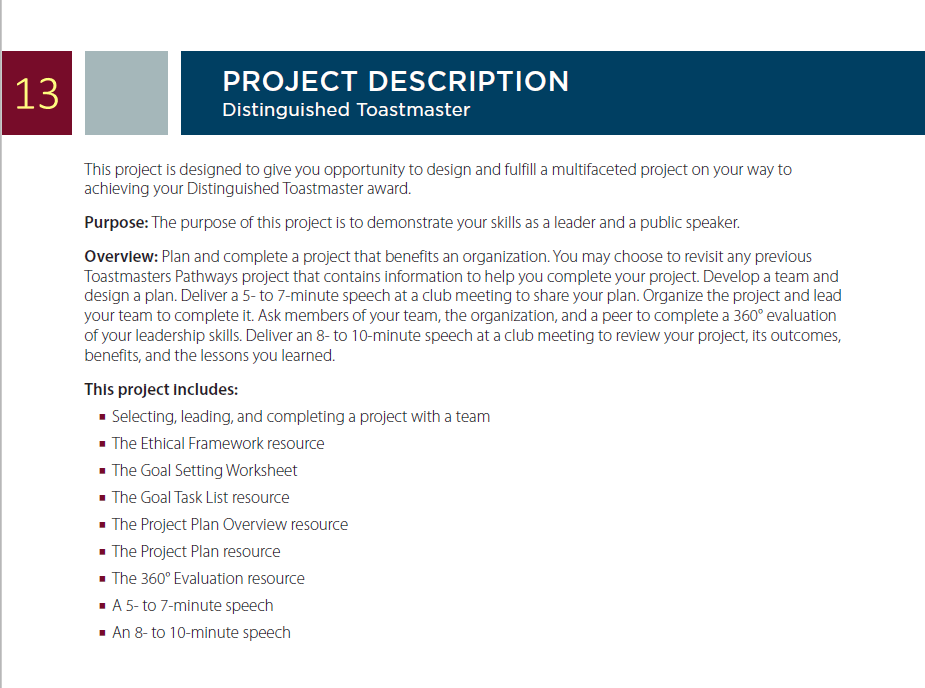 13
PROJECT DESCRIPTION
Distinguished Toastmaster
This project is designed to give you opportunity to design and fulfill a multifaceted project on your way to
achieving your Distinguished Toastmaster award.
Purpose: The purpose of this project is to demonstrate your skills as a leader and a public speaker.
Overview: Plan and complete a project that benefits an organization. You may choose to revisit any previous
Toastmasters Pathways project that contains information to help you complete your project. Develop a team and
design a plan. Deliver a 5- to 7-minute speech at a club meeting to share your plan. Organize the project and lead
your team to complete it. Ask members of your team, the organization, and a peer to complete a 360° evaluation
of your leadership skills. Deliver an 8- to 10-minute speech at a club meeting to review your project, its outcomes,
benefits, and the lessons you learned.
This project includes:
▪ Selecting, leading, and completing a project with a team
▪ The Ethical Framework resource
▪ The Goal Setting Worksheet
▪ The Goal Task List resource
▪ The Project Plan Overview resource
▪ The Project Plan resource
▪ The 360° Evaluation resource
▪ A 5- to 7-minute speech
▪ An 8- to 10-minute speech